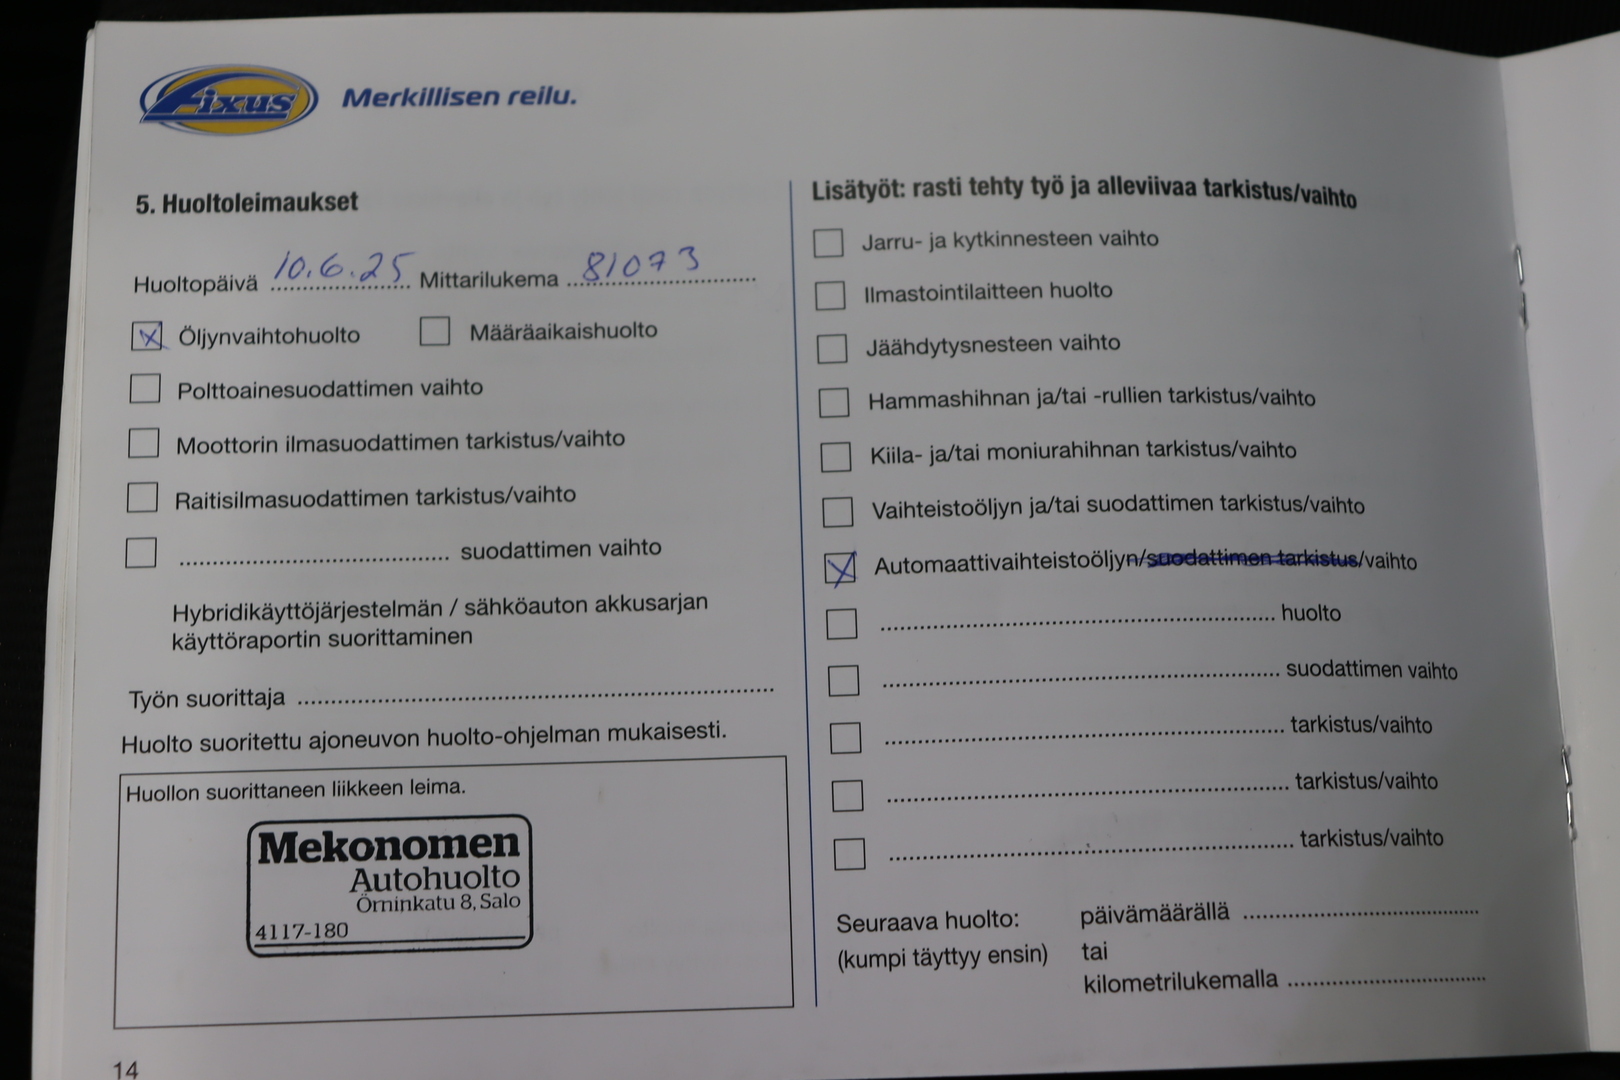 Fixus Merkillisen reilu.
5. Huoltoleimaukset
Huoltopäivä 10.6.25 Mittarilukema 81073
Öljynvaihtohuolto Määräaikaishuolto
Polttoainesuodattimen vaihto
Moottorin ilmasuodattimen tarkistus/vaihto
Raitisilmasuodattimen tarkistus/vaihto
suodattimen vaihto
Hybridikäyttöjärjestelmän / sähköauton akkusarjan
käyttöraportin suorittaminen
Työn suorittaja
Huolto suoritettu ajoneuvon huolto-ohjelman mukaisesti.
Huollon suorittaneen liikkeen leima.
Mekonomen
Autohuolto
Örninkatu 8, Salo
4117-180
14
Lisätyöt: rasti tehty työ ja alleviivaa tarkistus/vaihto
Jarru- ja kytkinnesteen vaihto
Ilmastointilaitteen huolto
Jäähdytysnesteen vaihto
Hammashihnan ja/tai -rullien tarkistus/vaihto
Kiila- ja/tai moniurahihnan tarkistus/vaihto
Vaihteistoöljyn ja/tai suodattimen tarkistus/vaihto
Automaattivaihteistoöljyn/suodattimen tarkistus/vaihto
huolto
suodattimen vaihto
tarkistus/vaihto
tarkistus/vaihto
tarkistus/vaihto
Seuraava huolto: päivämäärällä
(kumpi täyttyy ensin) tai
kilometrilukemalla